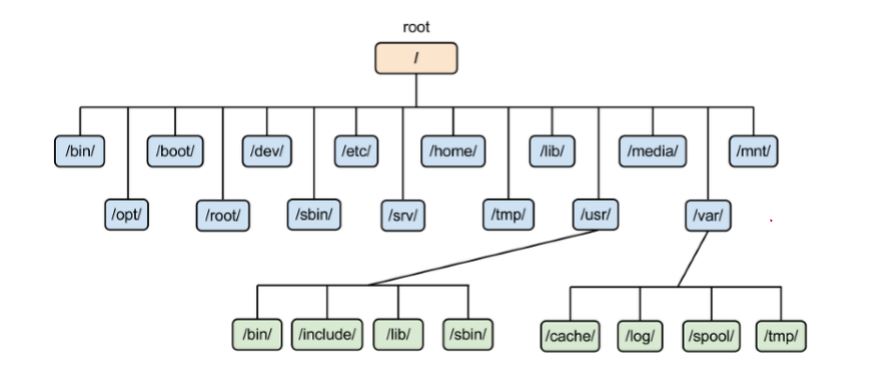 root
/
/bin/ /boot/ /dev/ /etc/ /home/ /lib/ /media/ /mnt/
/opt/ /root/ /sbin/ /srv/ /tmp/ /usr/ /var/
/bin/ /include/ /lib/ /sbin/ /cache/ /log/ /spool/ /tmp/